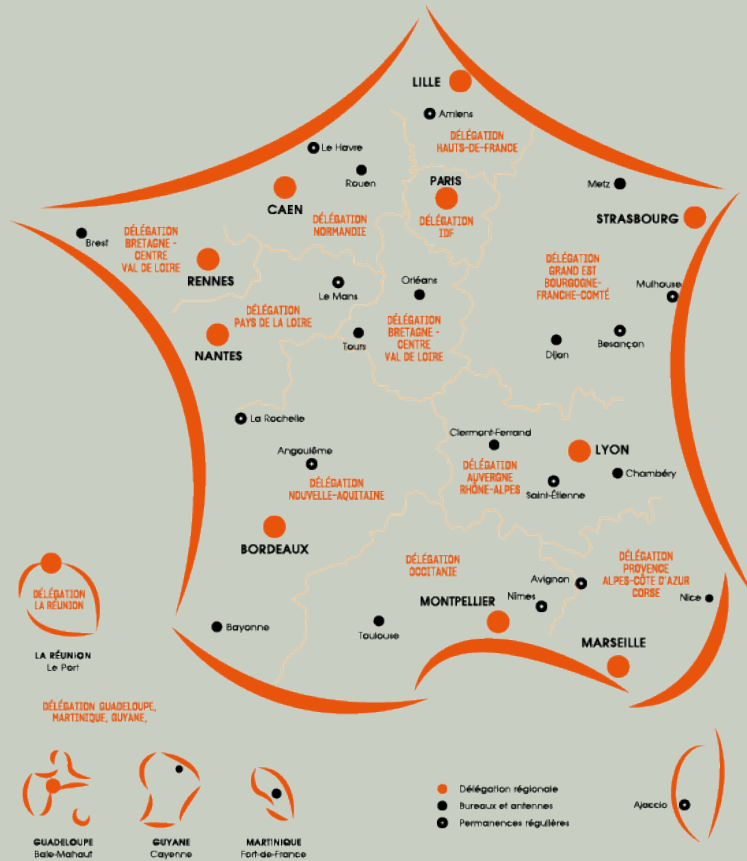 LILLE
Amiens
DÉLÉGATION
HAUTS-DE-FRANCE
Le Havre
Rouen
CAEN
DÉLÉGATION
NORMANDIE
PARIS
DÉLÉGATION
IDF
Metz
STRASBOURG
Brest
DÉLÉGATION
BRETAGNE -
CENTRE
VAL DE LOIRE
RENNES
DÉLÉGATION
GRAND EST
BOURGOGNE-
FRANCHE-COMTÉ
Mulhouse
Le Mans
Orléans
DÉLÉGATION
PAYS DE LA LOIRE
NANTES
Tours
DÉLÉGATION
BRETAGNE -
CENTRE
VAL DE LOIRE
Dijon
Besançon
La Rochelle
Angoulême
DÉLÉGATION
NOUVELLE-AQUITAINE
Clermont-Ferrand
LYON
DÉLÉGATION
AUVERGNE
RHÔNE-ALPES
Chambéry
Saint-Étienne
BORDEAUX
DÉLÉGATION
OCCITANIE
DÉLÉGATION
PROVENCE
ALPES-CÔTE D'AZUR
CORSE
Avignon
Nîmes
Nice
MONTPELLIER
Bayonne
Toulouse
MARSEILLE
DÉLÉGATION
LA RÉUNION
LA RÉUNION
Le Port
DÉLÉGATION GUADELOUPE,
MARTINIQUE, GUYANE,
GUADELOUPE
Baie-Mahaut
GUYANE
Cayenne
MARTINIQUE
Fort-de-France
Délégation régionale
Bureaux et antennes
Permanences régulières
Ajaccio